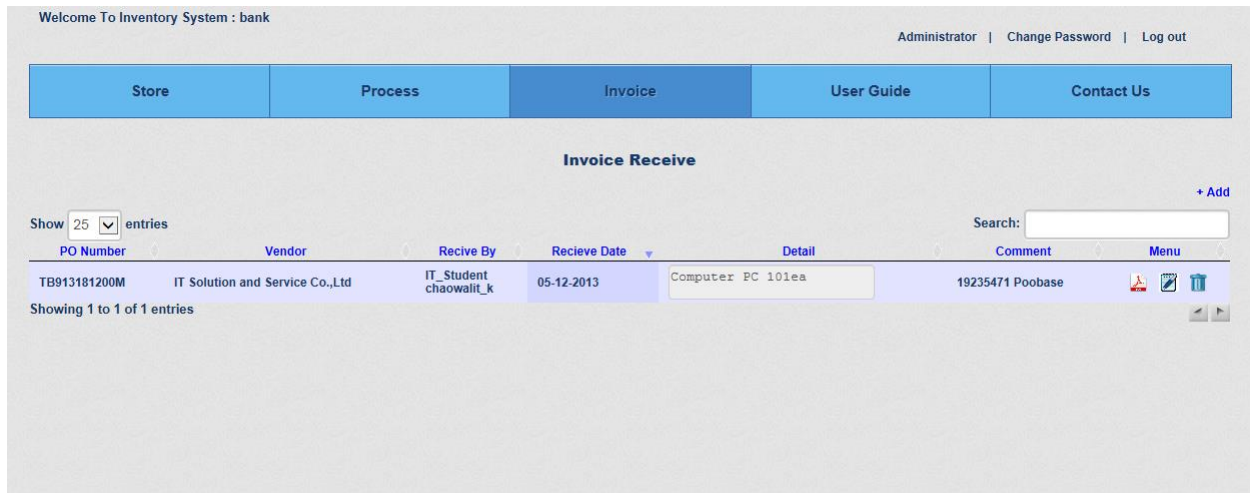 Welcome To Inventory System : bank
Administrator | Change Password | Log out
Store Process Invoice User Guide Contact Us
Invoice Receive
+ Add
Show 25 entries Search:
PO Number Vendor Recive By Recieve Date Detail Comment Menu
TB913181200M IT Solution and Service Co.,Ltd IT_Student chaowalit_k 05-12-2013 Computer PC 101ea 19235471 Poobase
Showing 1 to 1 of 1 entries